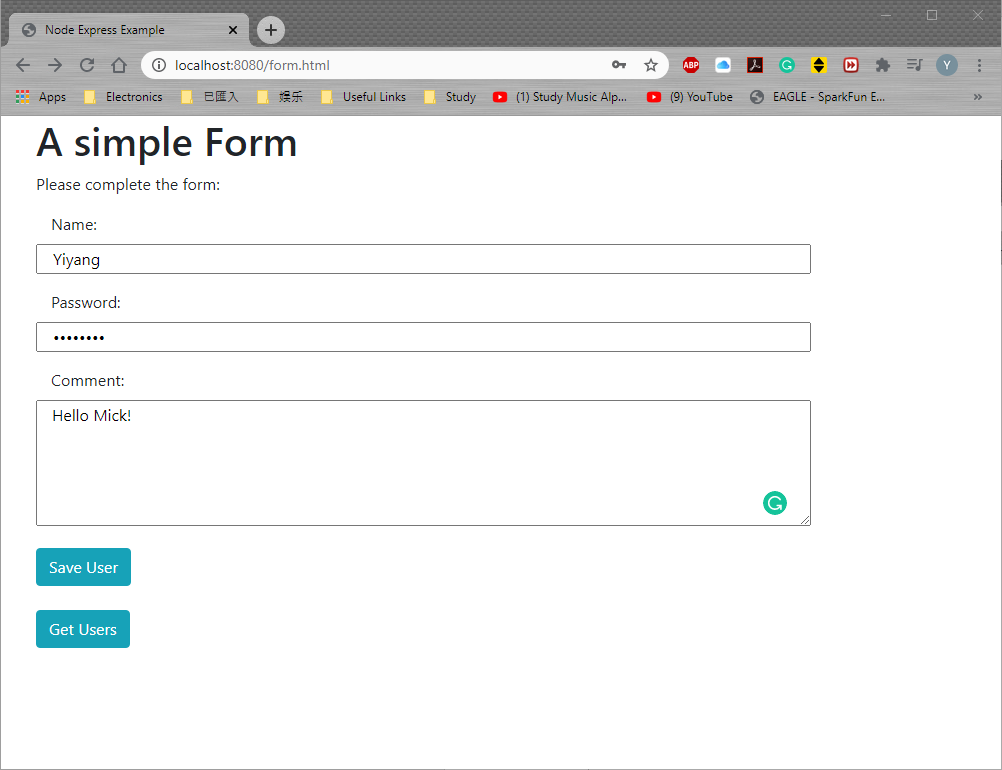 Node Express Example
localhost:8080/form.html
ABP
Y
Apps Electronics 已匯入 娱乐 Useful Links Study (1) Study Music Alp... (9) YouTube EAGLE - SparkFun E... »
A simple Form
Please complete the form:
Name:
Yiyang
Password:
••••••••
Comment:
Hello Mick!
Save User
Get Users